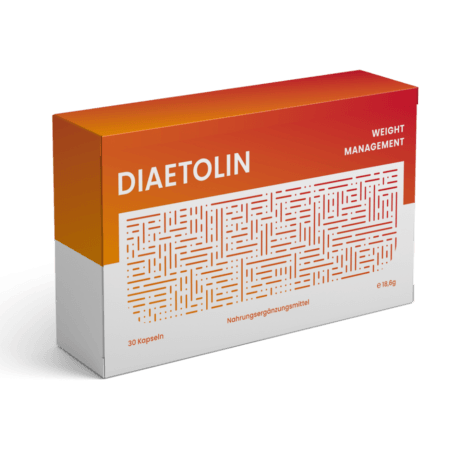 WEIGHT
MANAGEMENT
DIAETOLIN
Nahrungsergänzungsmittel
℮ 18,6g
30 Kapseln